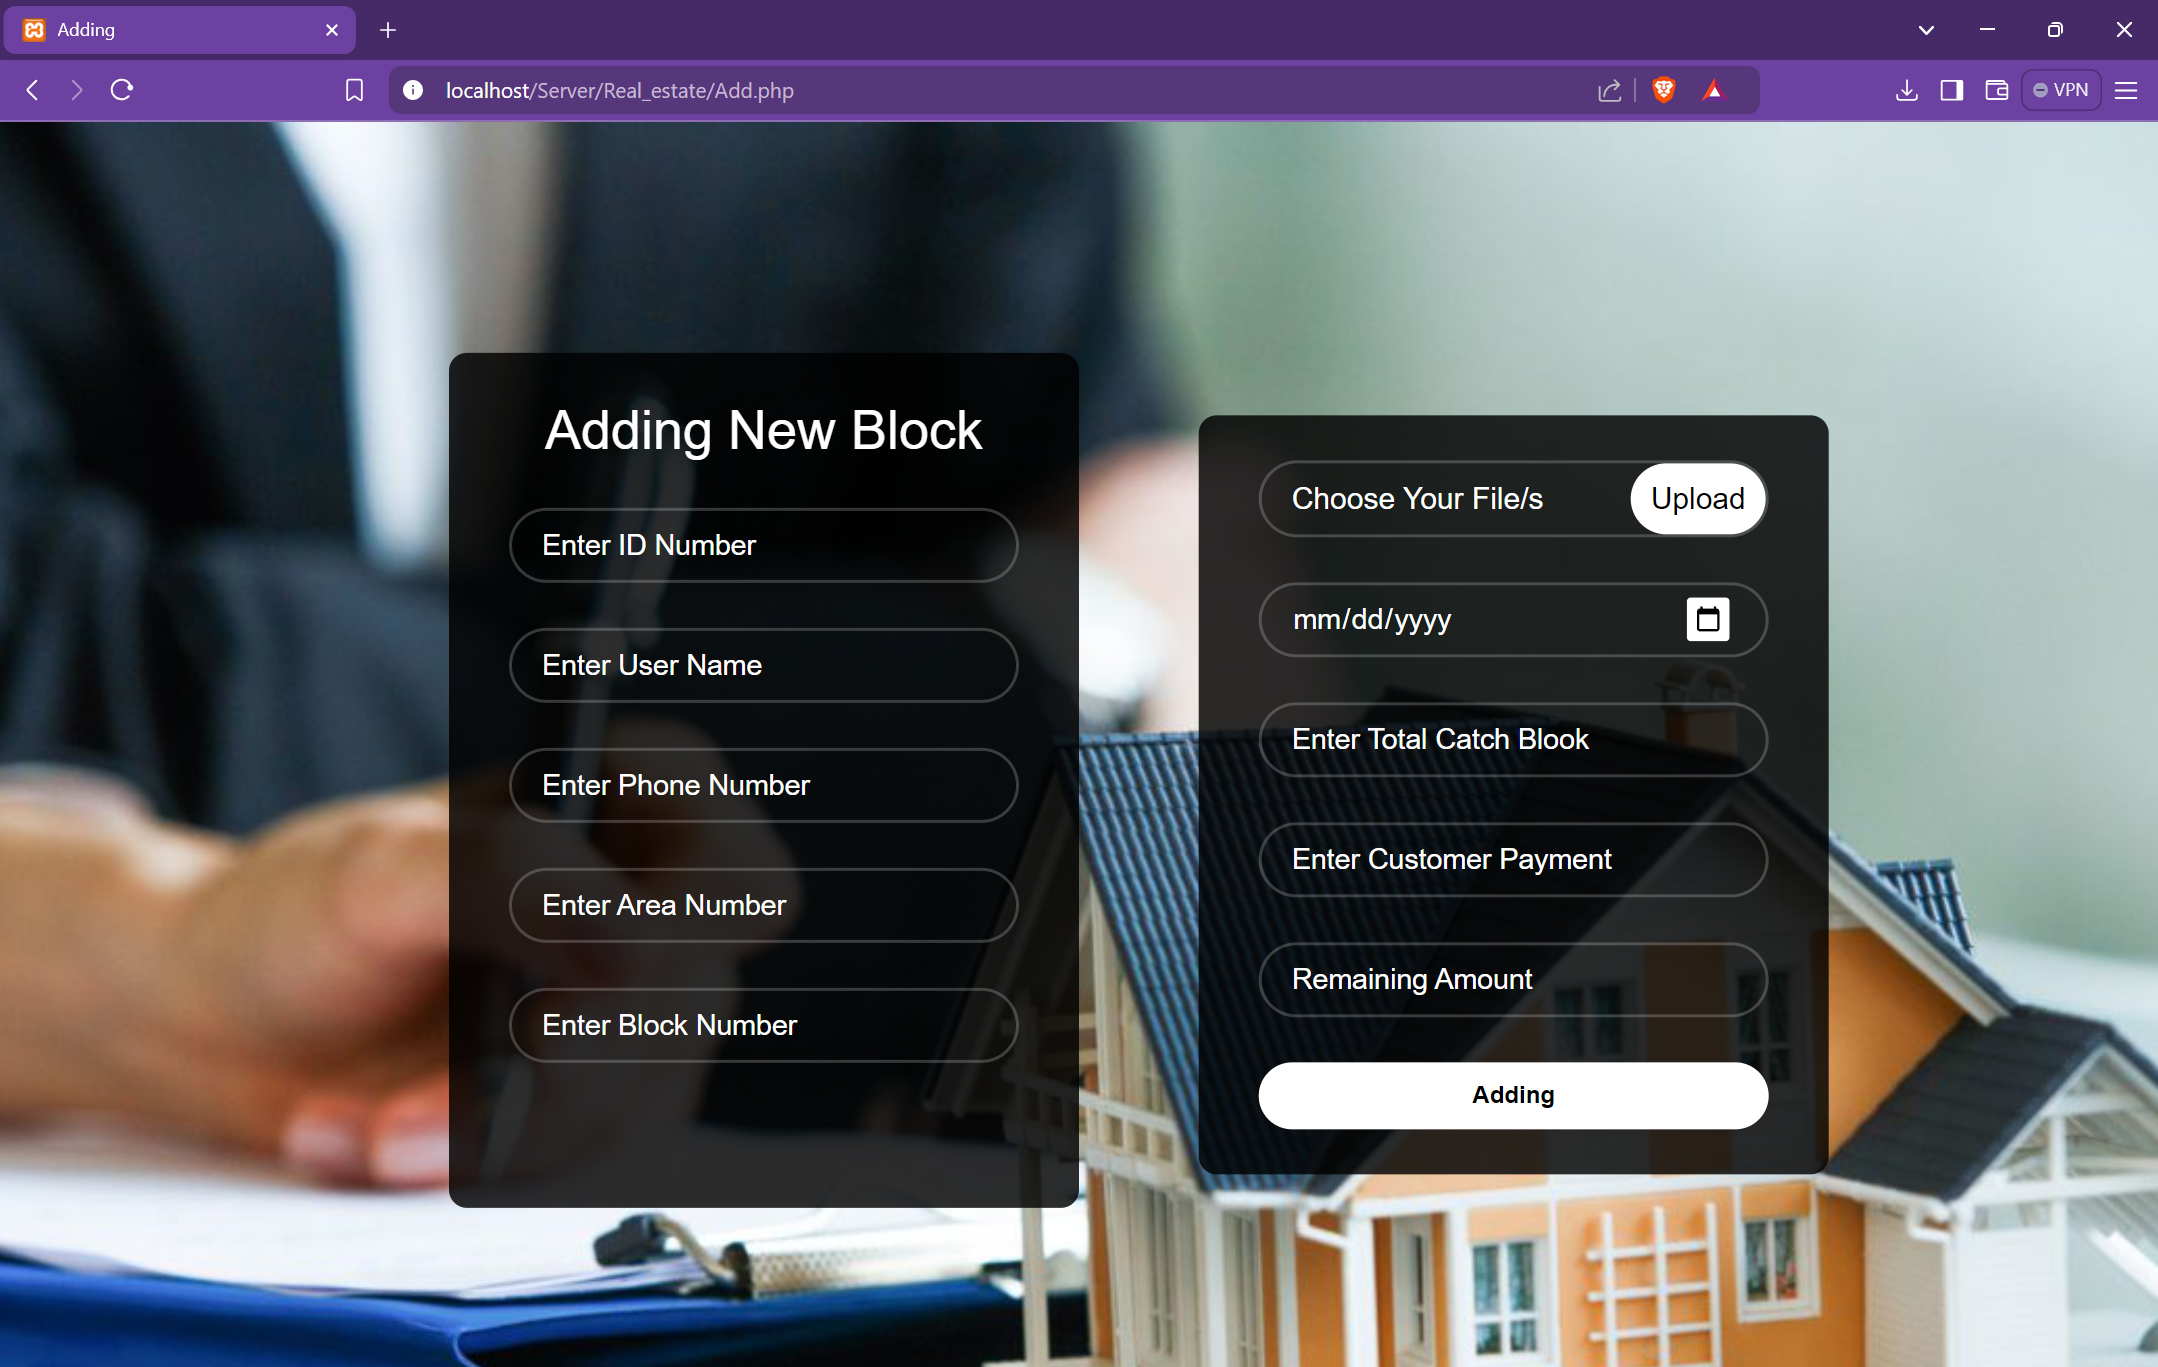 Adding
localhost/Server/Real_estate/Add.php
VPN
Adding New Block
Enter ID Number
Enter User Name
Enter Phone Number
Enter Area Number
Enter Block Number
Choose Your File/s
Upload
mm/dd/yyyy
Enter Total Catch Blook
Enter Customer Payment
Remaining Amount
Adding